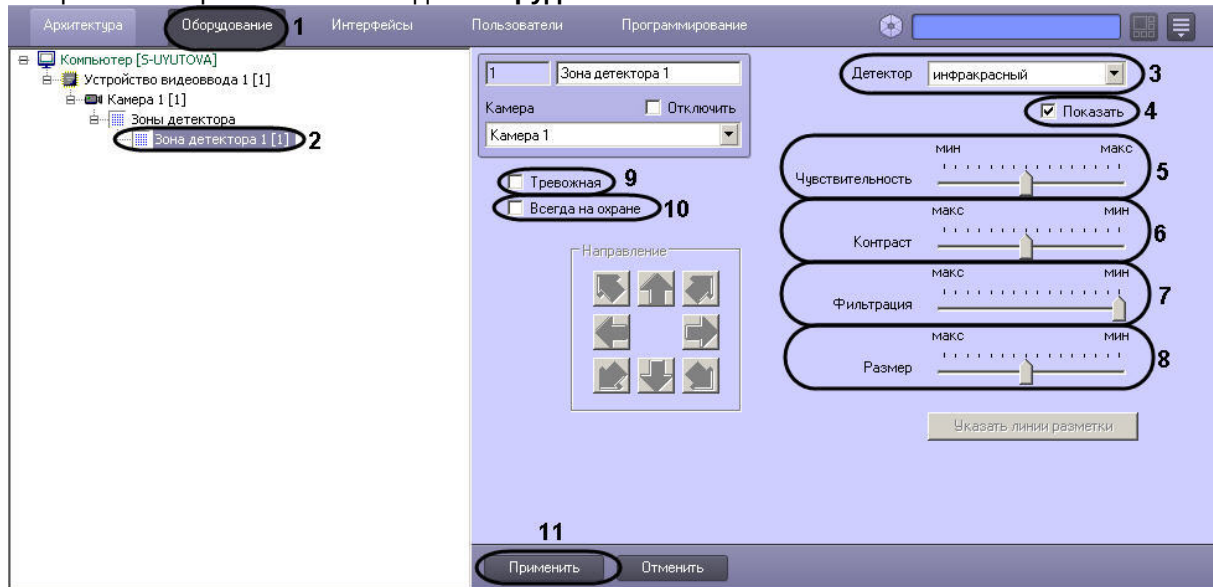 Архитектура Оборудование 1 Интерфейсы Пользователи Программирование
Компьютер [S-UYUTOVA]
Устройство видеоввода 1 [1]
Камера 1 [1]
Зоны детектора
Зона детектора 1 [1] 2
1 Зона детектора 1
Камера Отключить
Камера 1
Тревожная 9
Всегда на охране 10
Направление
Детектор инфракрасный 3
Показать 4
мин макс
Чувствительность 5
макс мин
Контраст 6
макс мин
Фильтрация 7
макс мин
Размер 8
Указать линии разметки
11
Применить Отменить